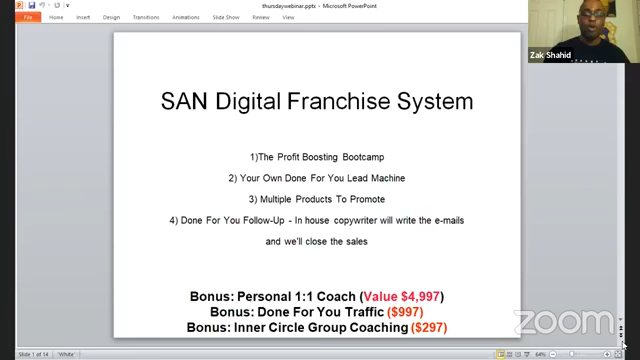 thursdaywebinar.ppts - Microsoft PowerPoint
File Home Insert Design Transitions Animations Slide Show Review View
Zak Shahid
SAN Digital Franchise System
1)The Profit Boosting Bootcamp
2) Your Own Done For You Lead Machine
3) Multiple Products To Promote
4) Done For You Follow-Up - In house copywriter will write the e-mails
and we'll close the sales
Bonus: Personal 1:1 Coach (Value $4,997)
Bonus: Done For You Traffic ($997)
Bonus: Inner Circle Group Coaching ($297)
zoom
Slide 1 of 14 'White' 64%